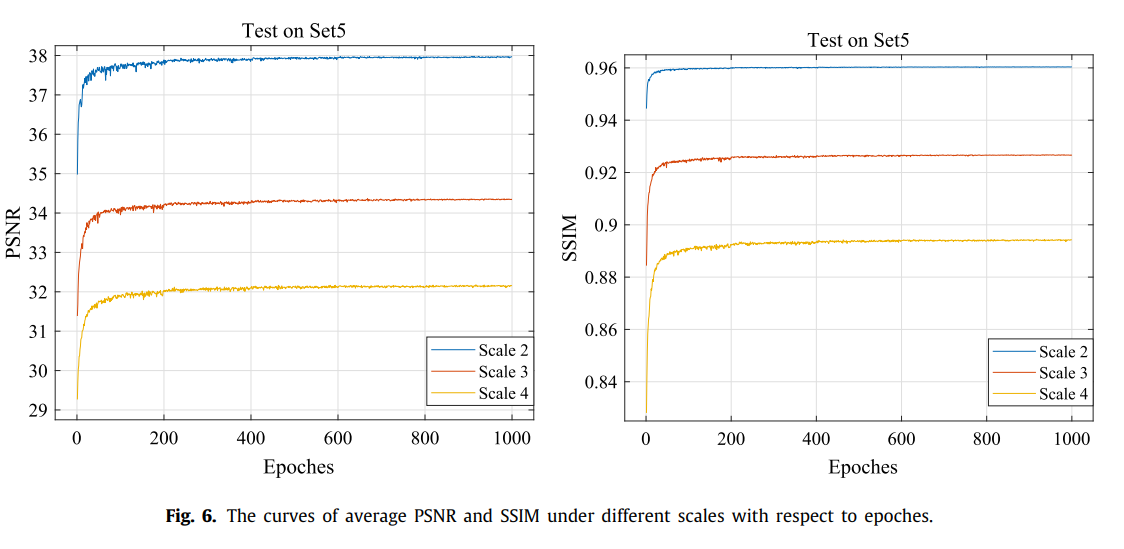 Test on Set5
38
37
36
35
34
33
32
31
30
29
PSNR
Scale 2
Scale 3
Scale 4
0 200 400 600 800 1000
Epoches
Test on Set5
0.96
0.94
0.92
0.9
0.88
0.86
0.84
SSIM
Scale 2
Scale 3
Scale 4
0 200 400 600 800 1000
Epoches
Fig. 6. The curves of average PSNR and SSIM under different scales with respect to epoches.